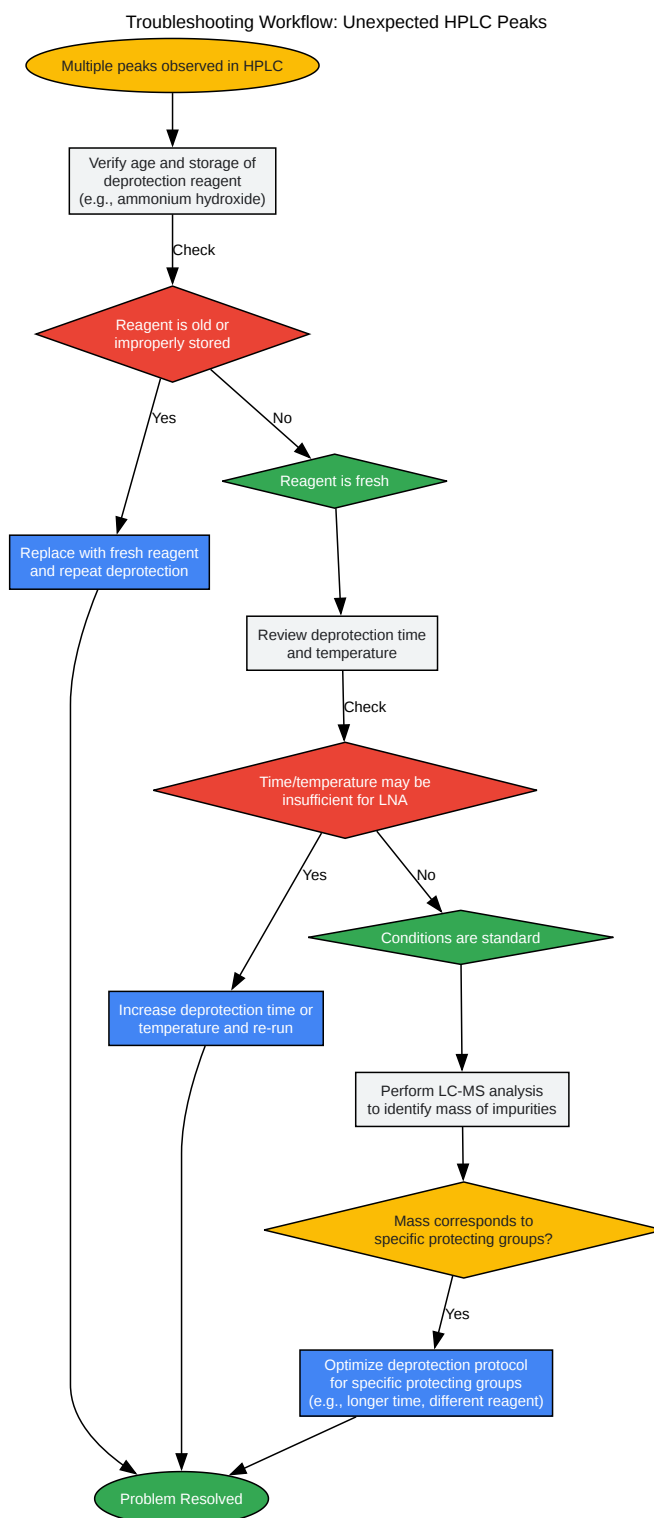 Troubleshooting Workflow: Unexpected HPLC Peaks
Multiple peaks observed in HPLC
Verify age and storage of
deprotection reagent
(e.g., ammonium hydroxide)
Check
Reagent is old or
improperly stored
Yes
No
Reagent is fresh
Replace with fresh reagent
and repeat deprotection
Review deprotection time
and temperature
Check
Time/temperature may be
insufficient for LNA
Yes
No
Conditions are standard
Increase deprotection time or
temperature and re-run
Perform LC-MS analysis
to identify mass of impurities
Mass corresponds to
specific protecting groups?
Yes
Optimize deprotection protocol
for specific protecting groups
(e.g., longer time, different reagent)
Problem Resolved